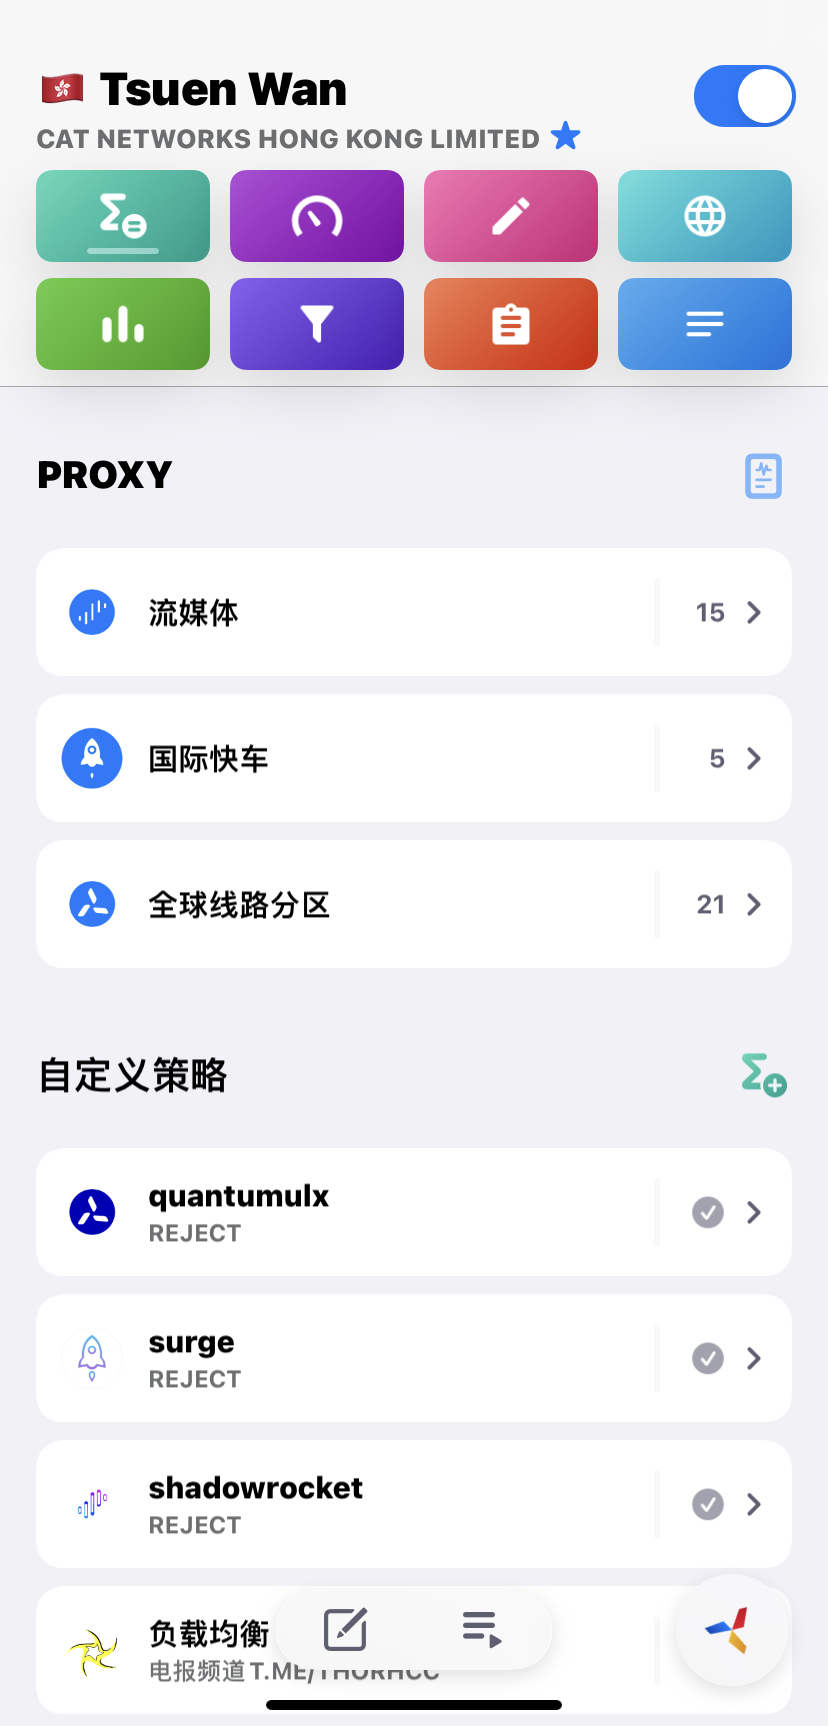 Tsuen Wan
CAT NETWORKS HONG KONG LIMITED
PROXY
流媒体
15
国际快车
5
全球线路分区
21
自定义策略
quantumulx
REJECT
surge
REJECT
shadowrocket
REJECT
负载均衡
电报频道 T.ME/THORHCC